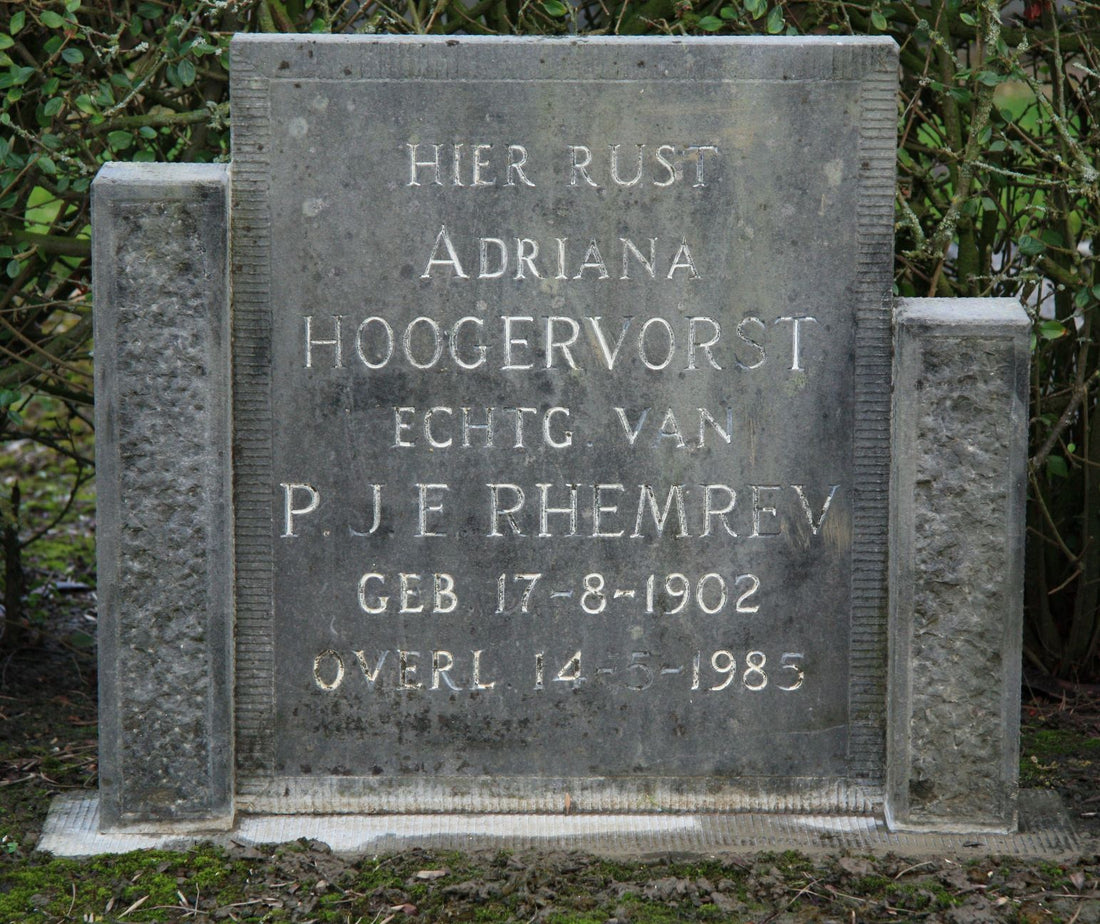 HIER RUST
ADRIANA
HOOGERVORST
ECHTG. VAN
P. J. E. RHEMREV
GEB. 17-8-1902
OVERL. 14-5-1985